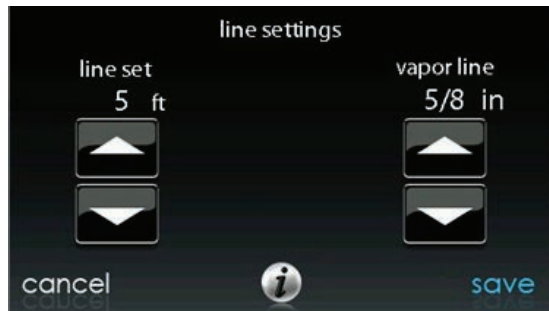 line settings
line set
5 ft
vapor line
5/8 in
cancel
i
save